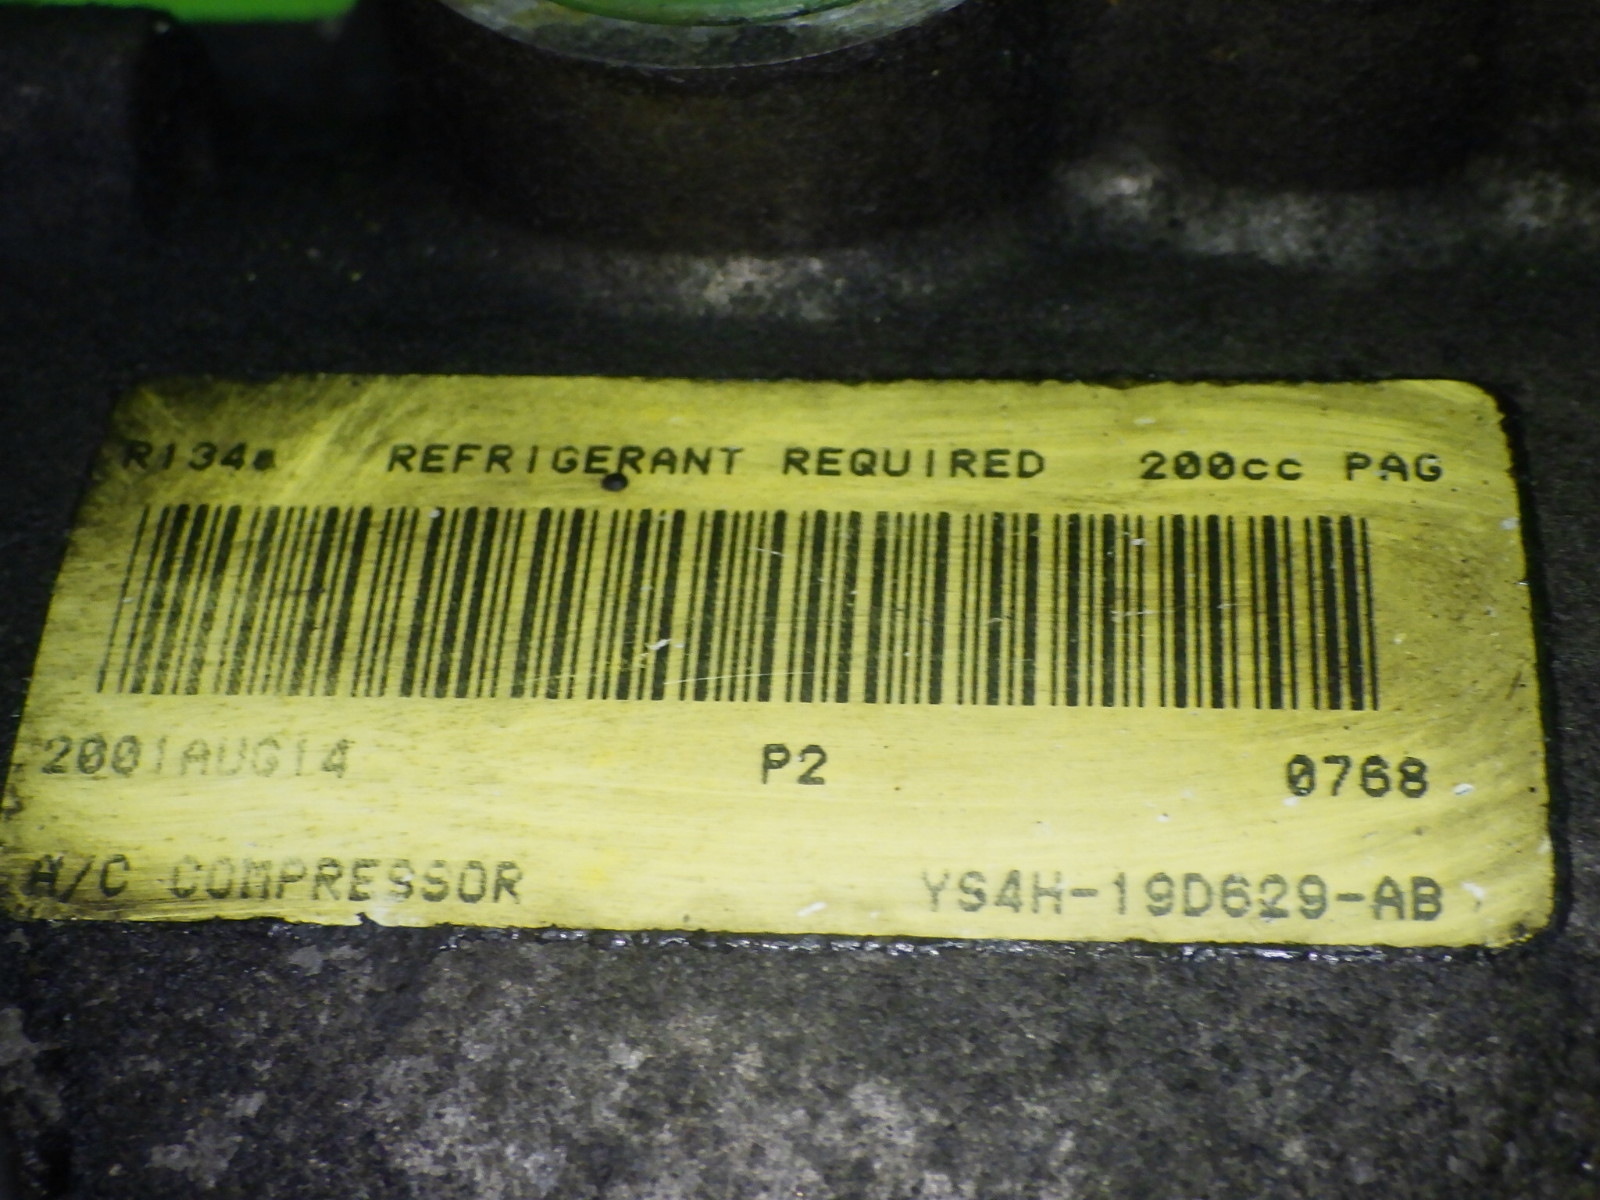 R134a REFRIGERANT REQUIRED 200cc PAG
2001AUG14 P2 0768
A/C COMPRESSOR YS4H-19D629-AB